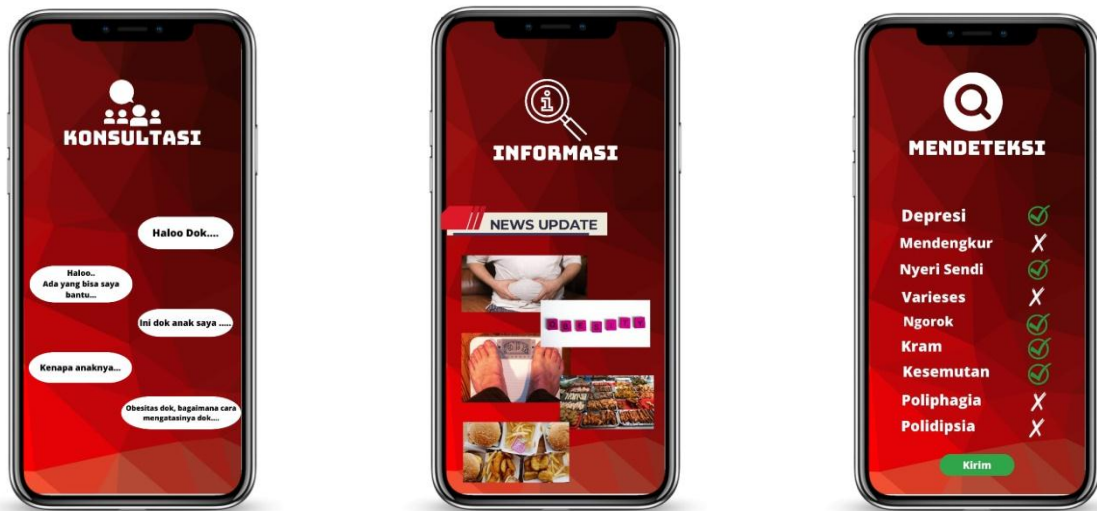 KONSULTASI
Haloo Dok....
Haloo..
Ada yang bisa saya
bantu...
Ini dok anak saya .....
Kenapa anaknya...
Obesitas dok, bagaimana cara
mengatasinya dok....
INFORMASI
NEWS UPDATE
OBESITY
MENDETEKSI
Depresi
Mendengkur
Nyeri Sendi
Varieses
Ngorok
Kram
Kesemutan
Poliphagia
Polidipsia
Kirim